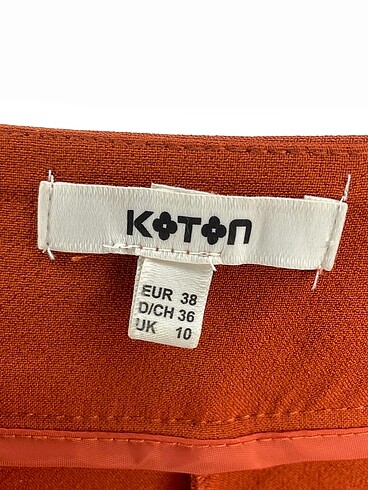 KOTON
EUR 38
D/CH 36
UK 10